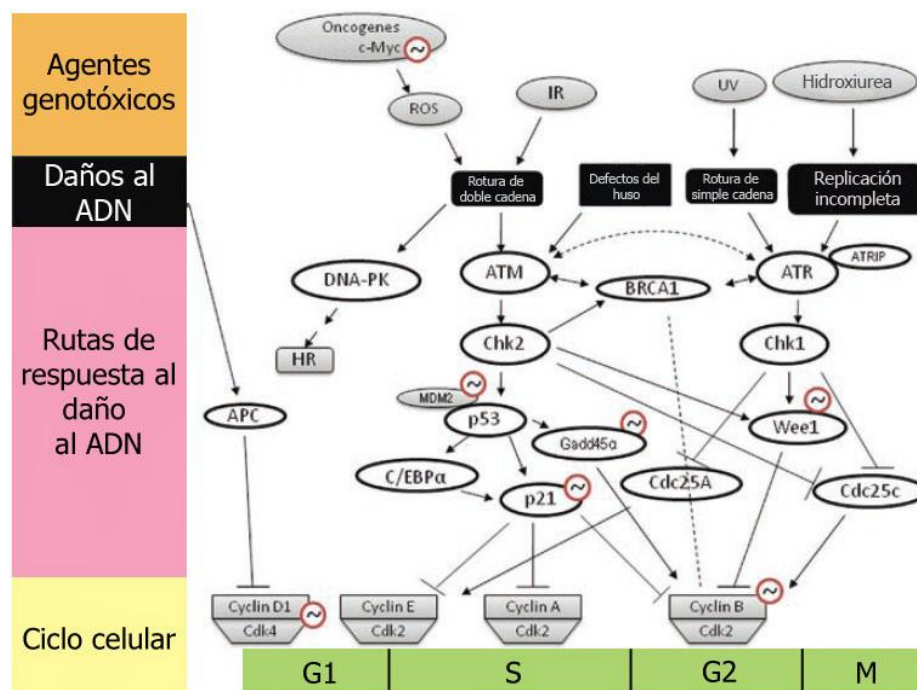 Agentes
genotóxicos
Daños al
ADN
Rutas de
respuesta al
daño
al ADN
Ciclo celular
Oncogenes
c-Myc
~
ROS
IR
UV
Hidroxiurea
Rotura de
doble cadena
Defectos del
huso
Rotura de
simple cadena
Replicación
incompleta
DNA-PK
ATM
BRCA1
ATR
ATRIP
HR
Chk2
Chk1
APC
MDM2
~
p53
Gadd45α
~
Wee1
~
C/EBPα
p21
~
Cdc25A
Cdc25c
Cyclin D1
Cdk4
~
Cyclin E
Cdk2
Cyclin A
Cdk2
Cyclin B
Cdk2
~
G1
S
G2
M